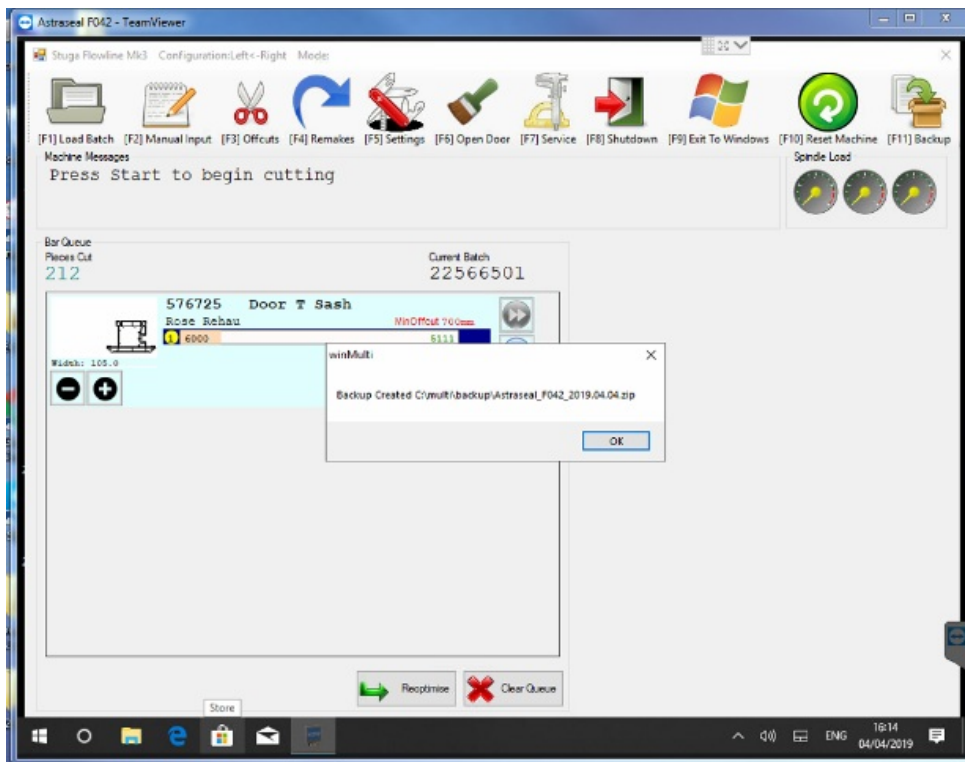 Astraseal F042 - TeamViewer
Stuga Flowline Mk3 Configuration:Left<-Right Mode:
[F1] Load Batch [F2] Manual Input [F3] Offcuts [F4] Remakes [F5] Settings [F6] Open Door [F7] Service [F8] Shutdown [F9] Exit To Windows [F10] Reset Machine [F11] Backup
Machine Messages
Press Start to begin cutting
Spindle Load
Bar Queue
Pieces Cut
212
Current Batch
22566501
576725 Door T Sash
Rose Rehau
MinOffcut 700mm
1 6000 5111
Width: 105.0
winMulti
Backup Created C:\multi\backup\Astraseal_F042_2019.04.04.zip
OK
Reoptimise
Clear Queue
Store
ENG
16:14
04/04/2019